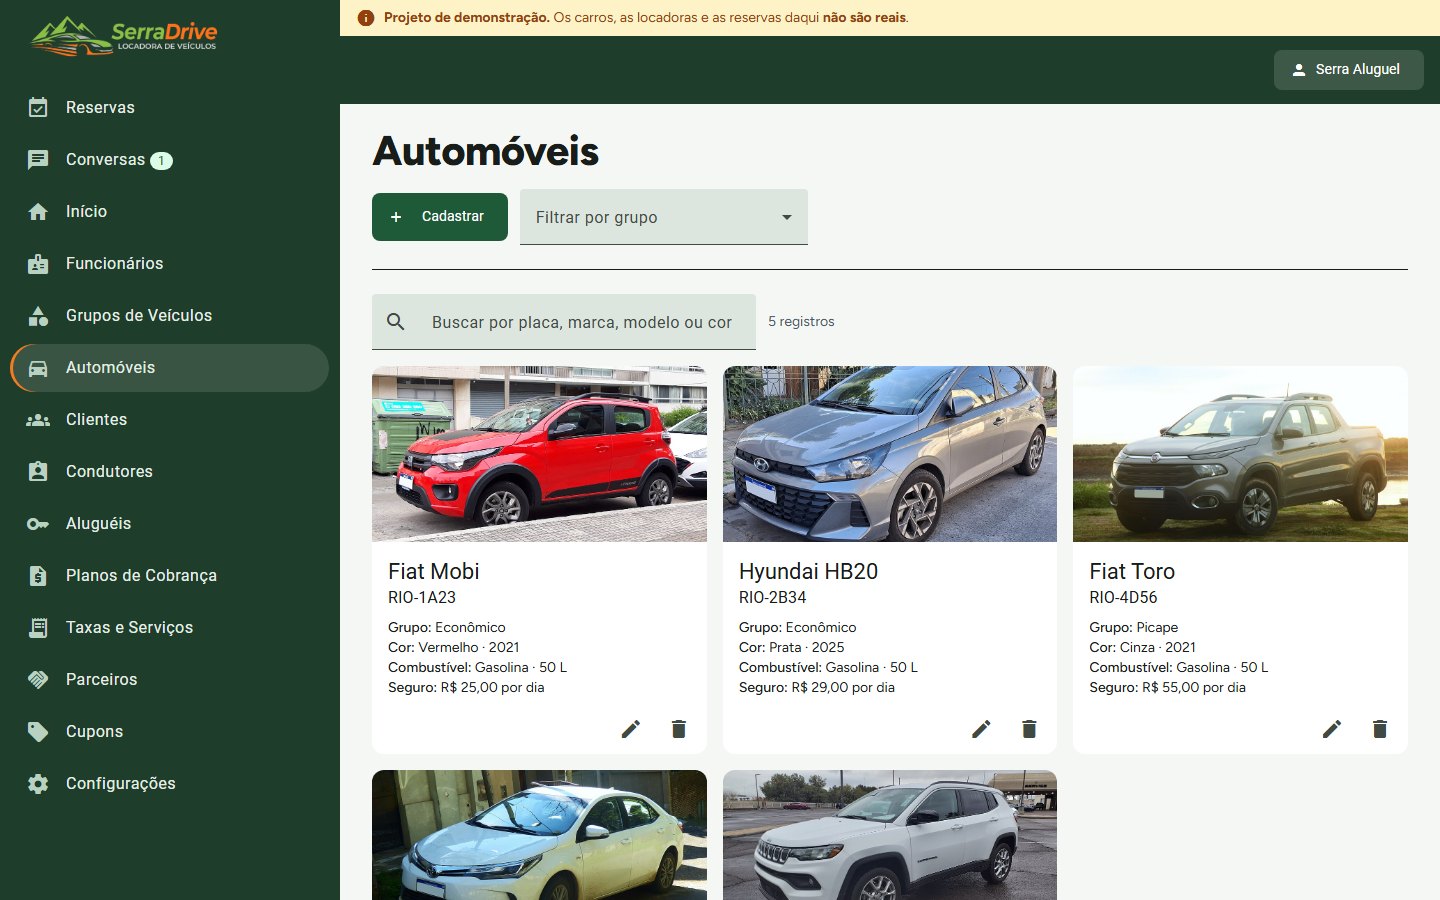 SerraDrive
LOCADORA DE VEÍCULOS
Projeto de demonstração. Os carros, as locadoras e as reservas daqui não são reais.
Serra Aluguel
Reservas
Conversas 1
Início
Funcionários
Grupos de Veículos
Automóveis
Clientes
Condutores
Aluguéis
Planos de Cobrança
Taxas e Serviços
Parceiros
Cupons
Configurações
Automóveis
+ Cadastrar
Filtrar por grupo
Buscar por placa, marca, modelo ou cor
5 registros
Fiat Mobi
RIO-1A23
Grupo: Econômico
Cor: Vermelho · 2021
Combustível: Gasolina · 50 L
Seguro: R$ 25,00 por dia
Hyundai HB20
RIO-2B34
Grupo: Econômico
Cor: Prata · 2025
Combustível: Gasolina · 50 L
Seguro: R$ 29,00 por dia
Fiat Toro
RIO-4D56
Grupo: Picape
Cor: Cinza · 2021
Combustível: Gasolina · 50 L
Seguro: R$ 55,00 por dia